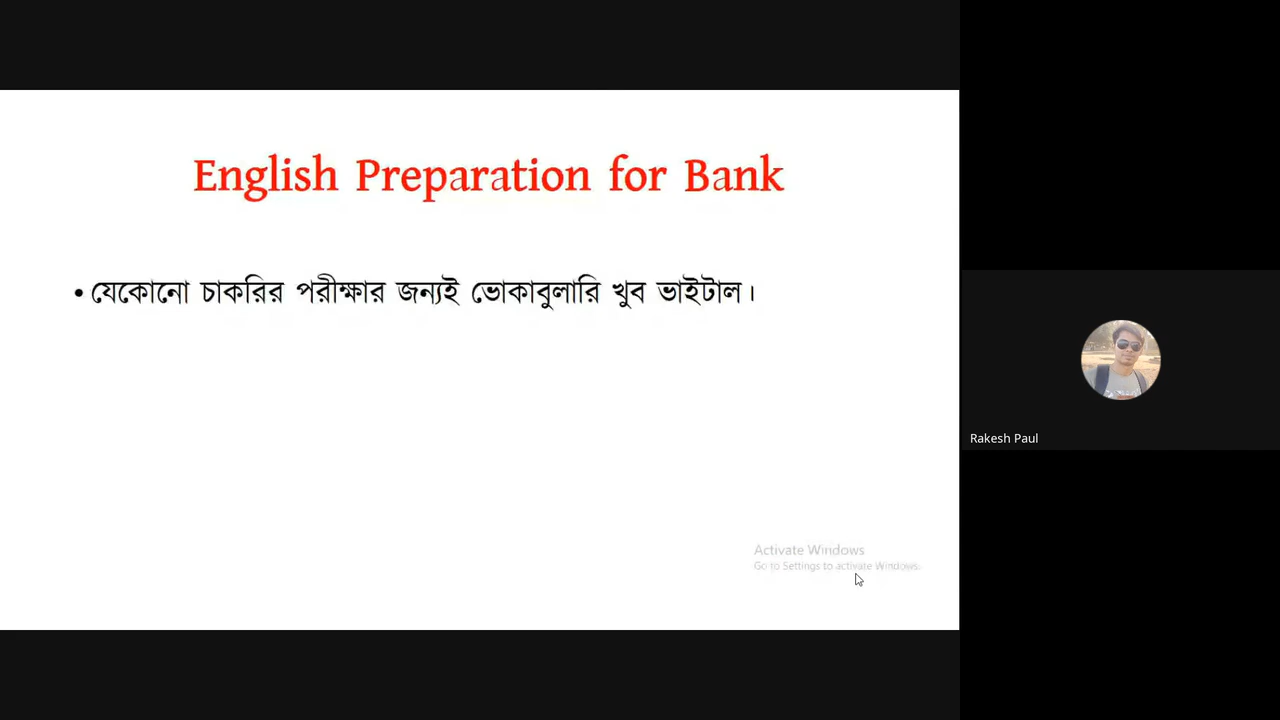 English Preparation for Bank
• যেকোনো চাকরির পরীক্ষার জন্যই ভোকাবুলারি খুব ভাইটাল।
Rakesh Paul
Activate Windows
Go to Settings to activate Windows.